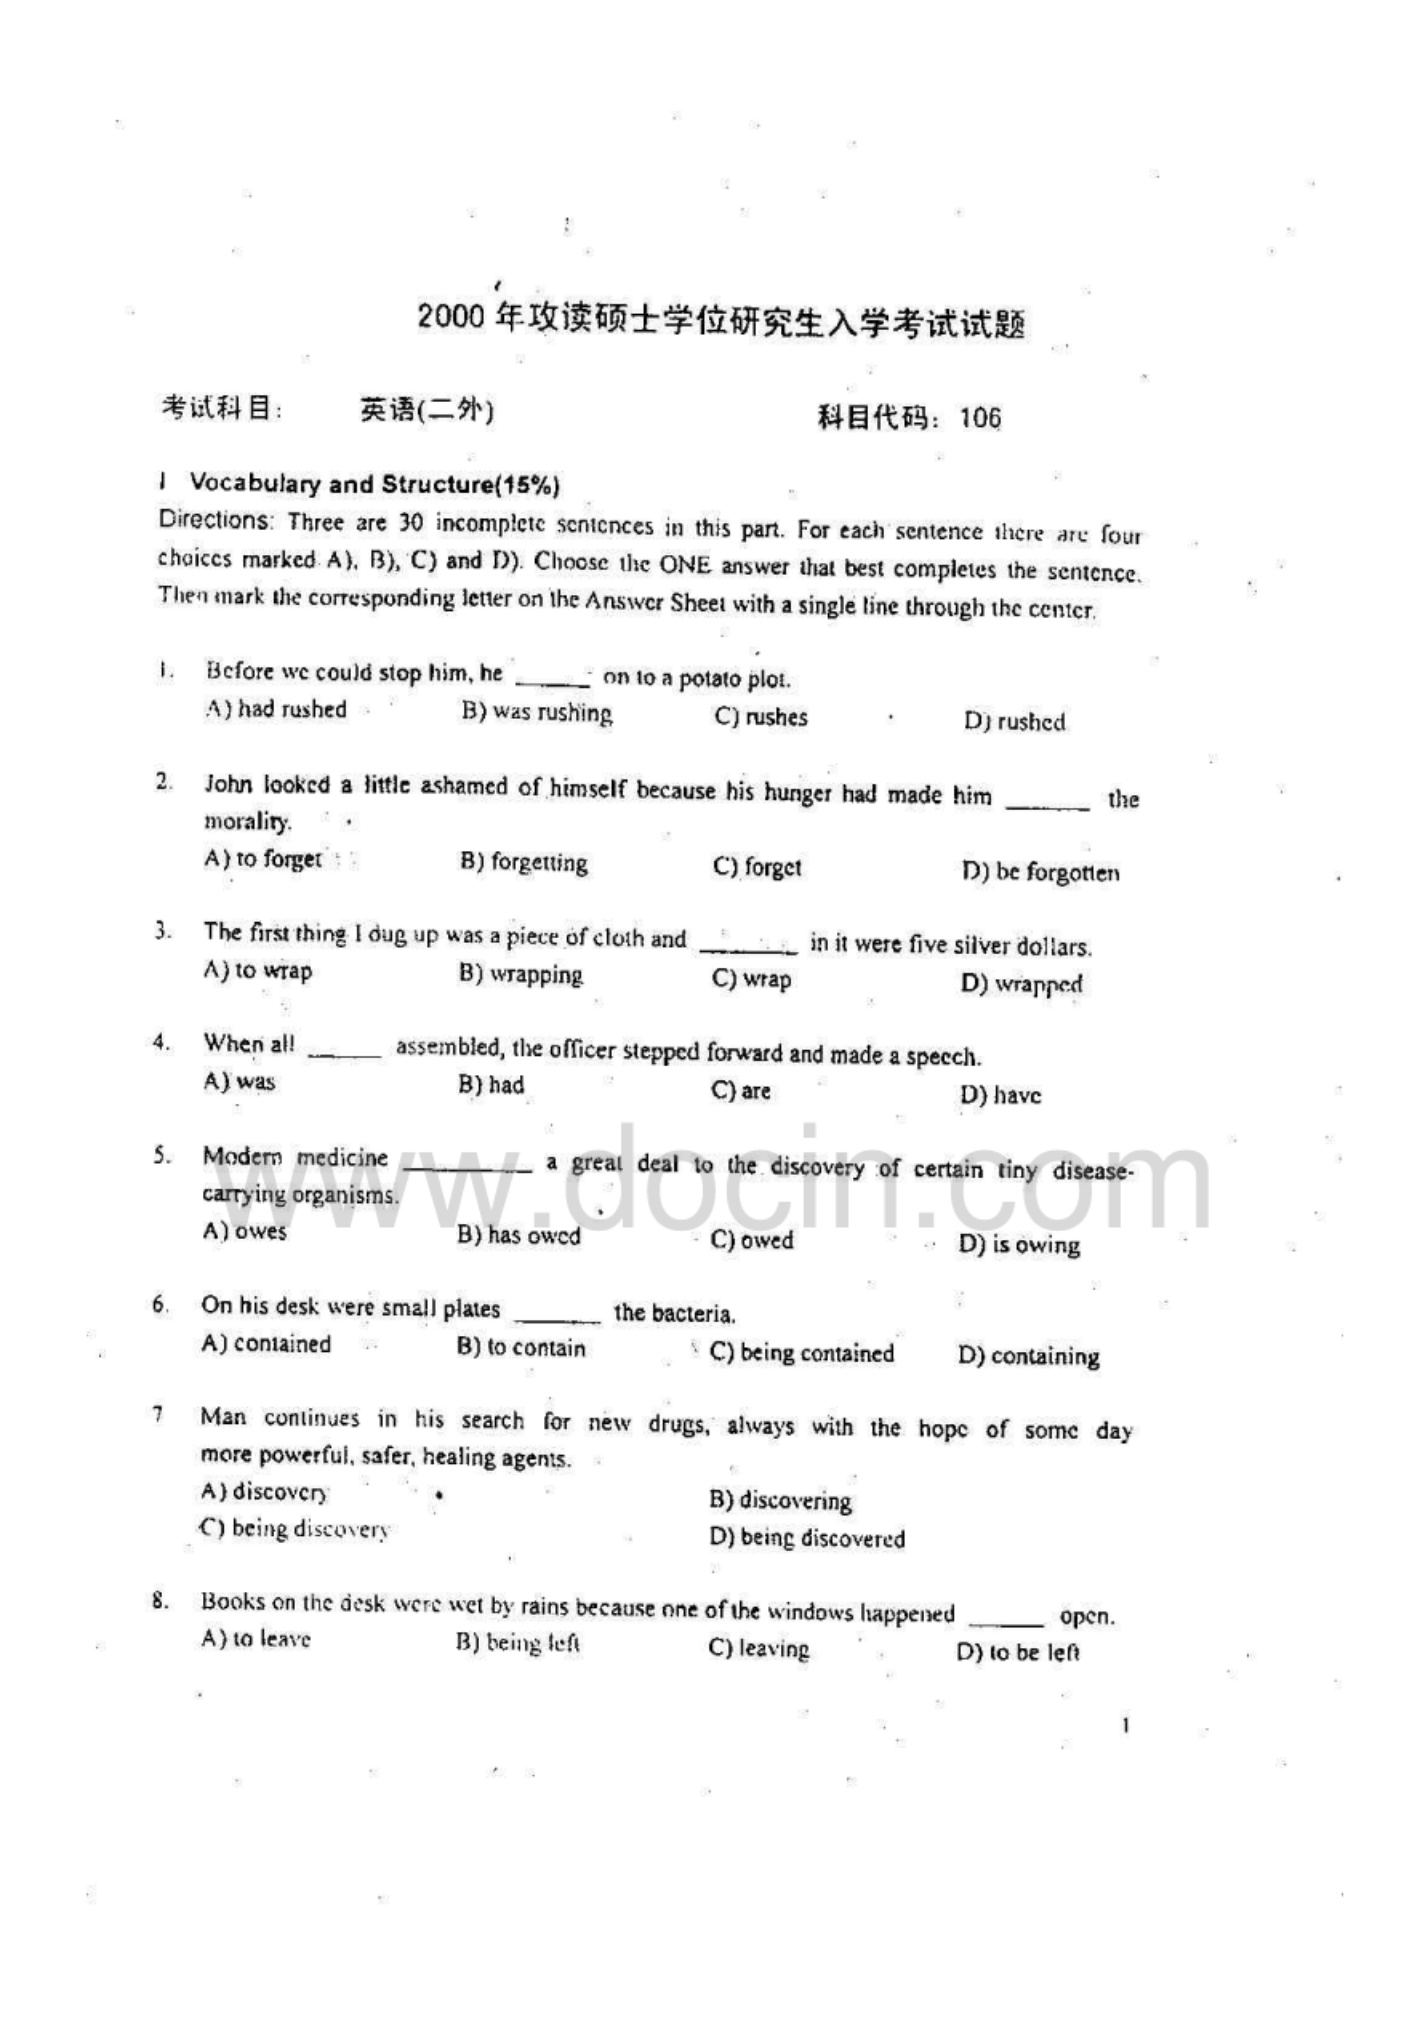 2000 年攻读硕士学位研究生入学考试试题
考试科目: 英语(二外) 科目代码: 106
I Vocabulary and Structure(15%)
Directions: Three are 30 incomplete sentences in this part. For each sentence there are four
choices marked A), B), C) and D). Choose the ONE answer that best completes the sentence.
Then mark the corresponding letter on the Answer Sheet with a single line through the center.
1. Before we could stop him, he ______ on to a potato plot.
A) had rushed B) was rushing C) rushes D) rushed
2. John looked a little ashamed of himself because his hunger had made him ______ the
morality.
A) to forget B) forgetting C) forget D) be forgotten
3. The first thing I dug up was a piece of cloth and ______ in it were five silver dollars.
A) to wrap B) wrapping C) wrap D) wrapped
4. When all ______ assembled, the officer stepped forward and made a speech.
A) was B) had C) are D) have
5. Modern medicine ______ a great deal to the discovery of certain tiny disease-
carrying organisms.
A) owes B) has owed C) owed D) is owing
6. On his desk were small plates ______ the bacteria.
A) contained B) to contain C) being contained D) containing
7 Man continues in his search for new drugs, always with the hope of some day
more powerful, safer, healing agents.
A) discovery B) discovering
C) being discovery D) being discovered
8. Books on the desk were wet by rains because one of the windows happened ______ open.
A) to leave B) being left C) leaving D) to be left
1
www.docin.com